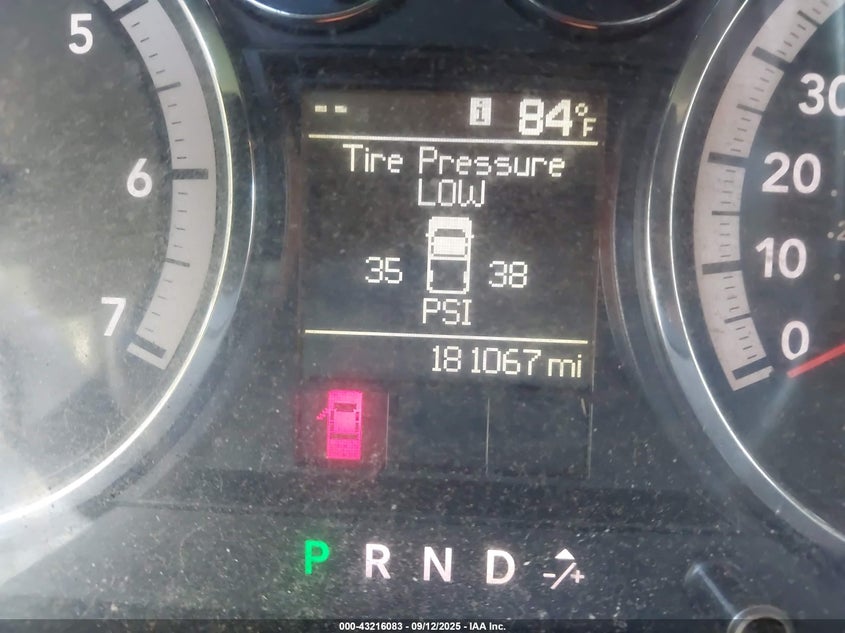 -- i 84°F
Tire Pressure
LOW
35 38
PSI
181067 mi
5
6
7
30
20
10
0
P R N D -/+
000-43216083 - 09/12/2025 - IAA Inc.